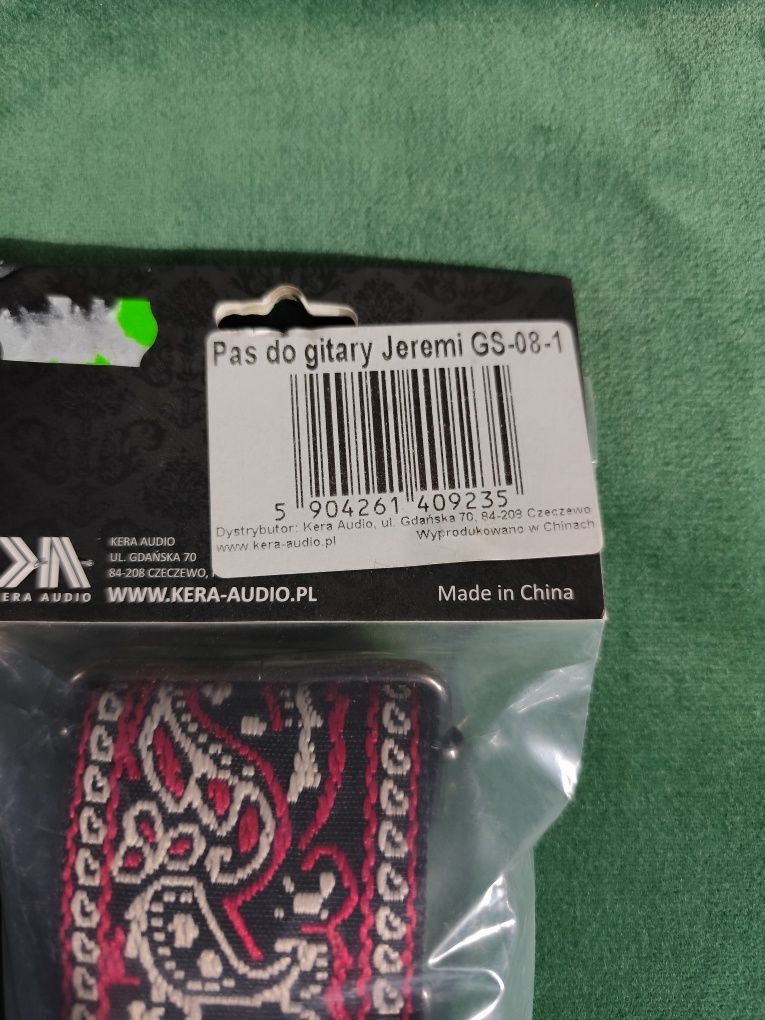 Pas do gitary Jeremi GS-08-1
5 904261 409235
Dystrybutor: Kera Audio, ul. Gdańska 70, 84-208 Czeczewo
www.kera-audio.pl Wyprodukowano w Chinach
KERA AUDIO
UL. GDAŃSKA 70
84-208 CZECZEWO,
ERA AUDIO WWW.KERA-AUDIO.PL Made in China